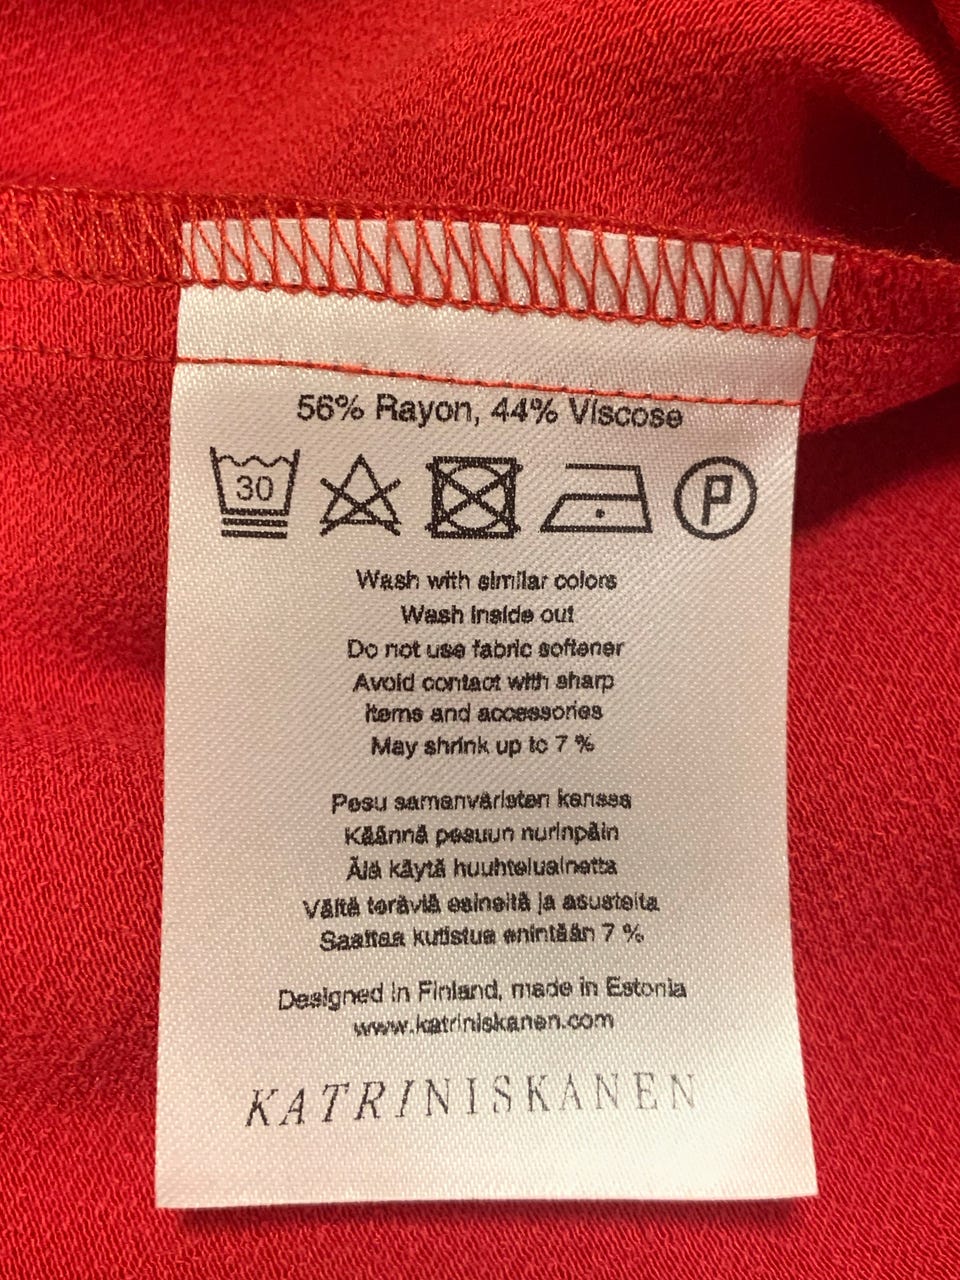 56% Rayon, 44% Viscose
30
P
Wash with similar colors
Wash inside out
Do not use fabric softener
Avoid contact with sharp
items and accessories
May shrink up to 7 %
Pesu samanväristen kanssa
Käännä pesuun nurinpäin
Älä käytä huuhteluainetta
Vältä teräviä esineitä ja asusteita
Saattaa kutistua enintään 7 %
Designed in Finland, made in Estonia
www.katriniskanen.com
KATRINISKANEN